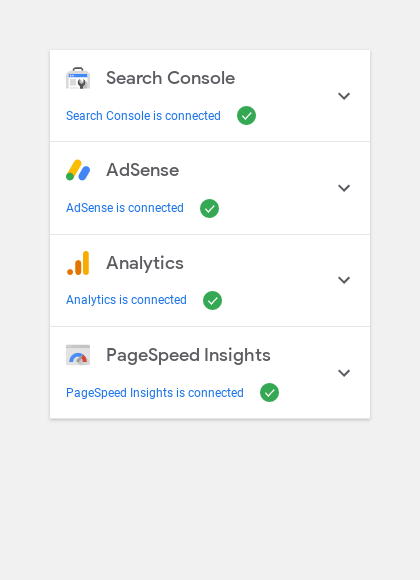 Search Console
Search Console is connected
AdSense
AdSense is connected
Analytics
Analytics is connected
PageSpeed Insights
PageSpeed Insights is connected